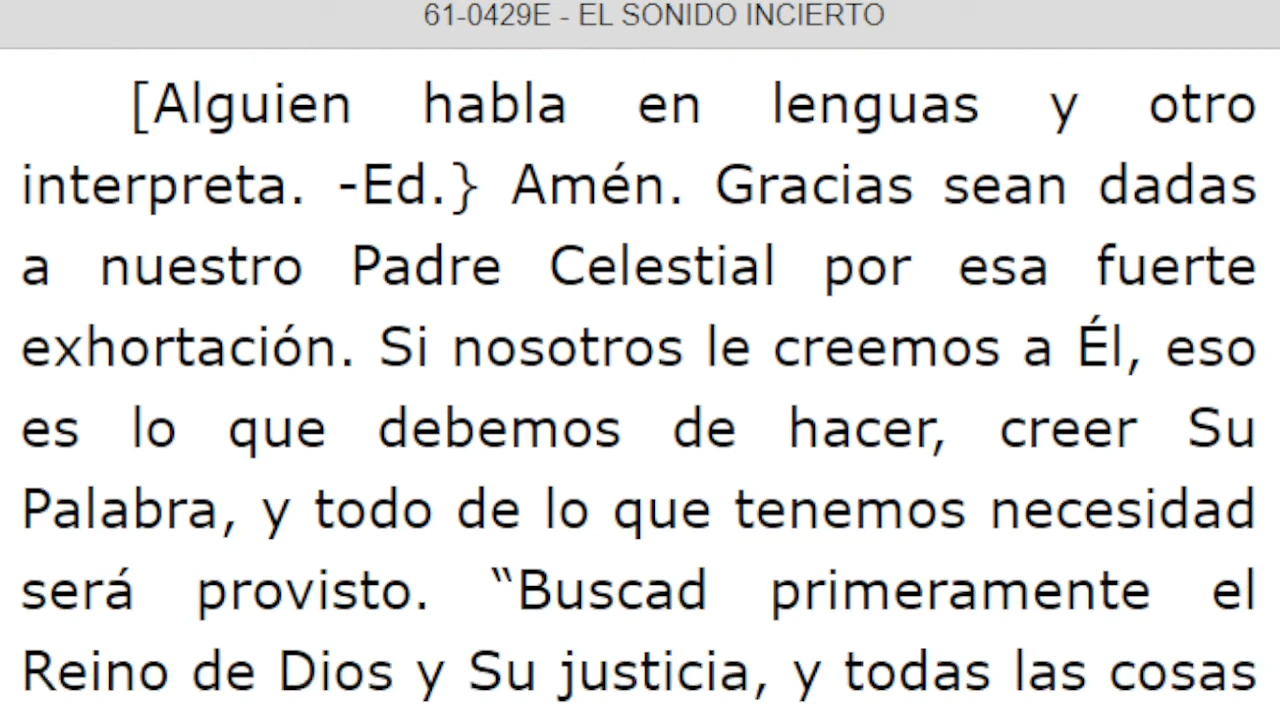 61-0429E - EL SONIDO INCIERTO
[Alguien habla en lenguas y otro
interpreta. -Ed.} Amén. Gracias sean dadas
a nuestro Padre Celestial por esa fuerte
exhortación. Si nosotros le creemos a Él, eso
es lo que debemos de hacer, creer Su
Palabra, y todo de lo que tenemos necesidad
será provisto. “Buscad primeramente el
Reino de Dios y Su justicia, y todas las cosas